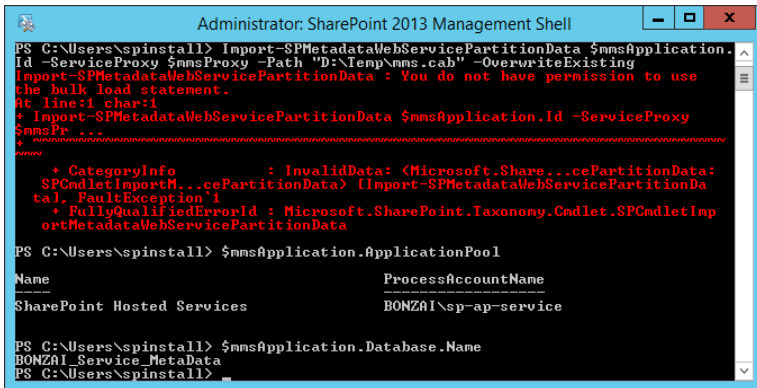 Administrator: SharePoint 2013 Management Shell
PS C:\Users\spinstall> Import-SPMetadataWebServicePartitionData $mmsApplication.
Id -ServiceProxy $mmsProxy -Path "D:\Temp\mms.cab" -OverwriteExisting
Import-SPMetadataWebServicePartitionData : You do not have permission to use
the bulk load statement.
At line:1 char:1
+ Import-SPMetadataWebServicePartitionData $mmsApplication.Id -ServiceProxy
$mmsPr ...
+ ~~~~~~~~~~~~~~~~~~~~~~~~~~~~~~~~~~~~~~~~~~~~~~~~~~~~~~~~~~~~~~~~~~~~~~~~~~~~~
~~~
+ CategoryInfo : InvalidData: (Microsoft.Share...cePartitionData:
SPCmdletImportM...cePartitionData) [Import-SPMetadataWebServicePartitionDa
ta], FaultException`1
+ FullyQualifiedErrorId : Microsoft.SharePoint.Taxonomy.Cmdlet.SPCmdletImp
ortMetadataWebServicePartitionData
PS C:\Users\spinstall> $mmsApplication.ApplicationPool
Name ProcessAccountName
---- ------------------
SharePoint Hosted Services BONZAI\sp-ap-service
PS C:\Users\spinstall> $mmsApplication.Database.Name
BONZAI_Service_MetaData
PS C:\Users\spinstall> _